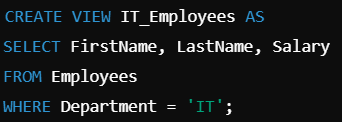 CREATE VIEW IT_Employees AS
SELECT FirstName, LastName, Salary
FROM Employees
WHERE Department = 'IT';